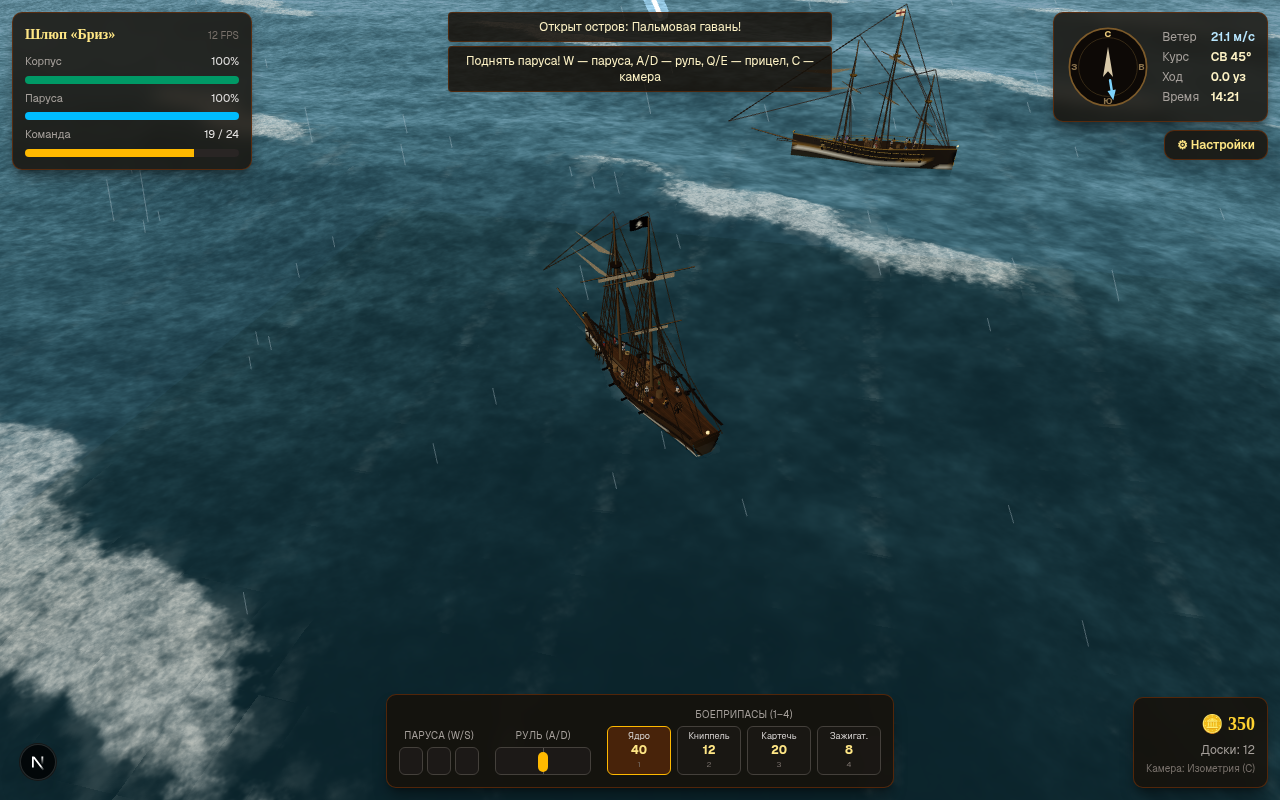 Шлюп «Бриз»
12 FPS
Корпус 100%
Паруса 100%
Команда 19 / 24
Открыт остров: Пальмовая гавань!
Поднять паруса! W — паруса, A/D — руль, Q/E — прицел, C —
камера
С
З
В
Ю
Ветер 21.1 м/с
Курс СВ 45°
Ход 0.0 уз
Время 14:21
⚙ Настройки
ПАРУСА (W/S)
РУЛЬ (A/D)
БОЕПРИПАСЫ (1–4)
Ядро
40
1
Книппель
12
2
Картечь
20
3
Зажигат.
8
4
350
Доски: 12
Камера: Изометрия (C)
N